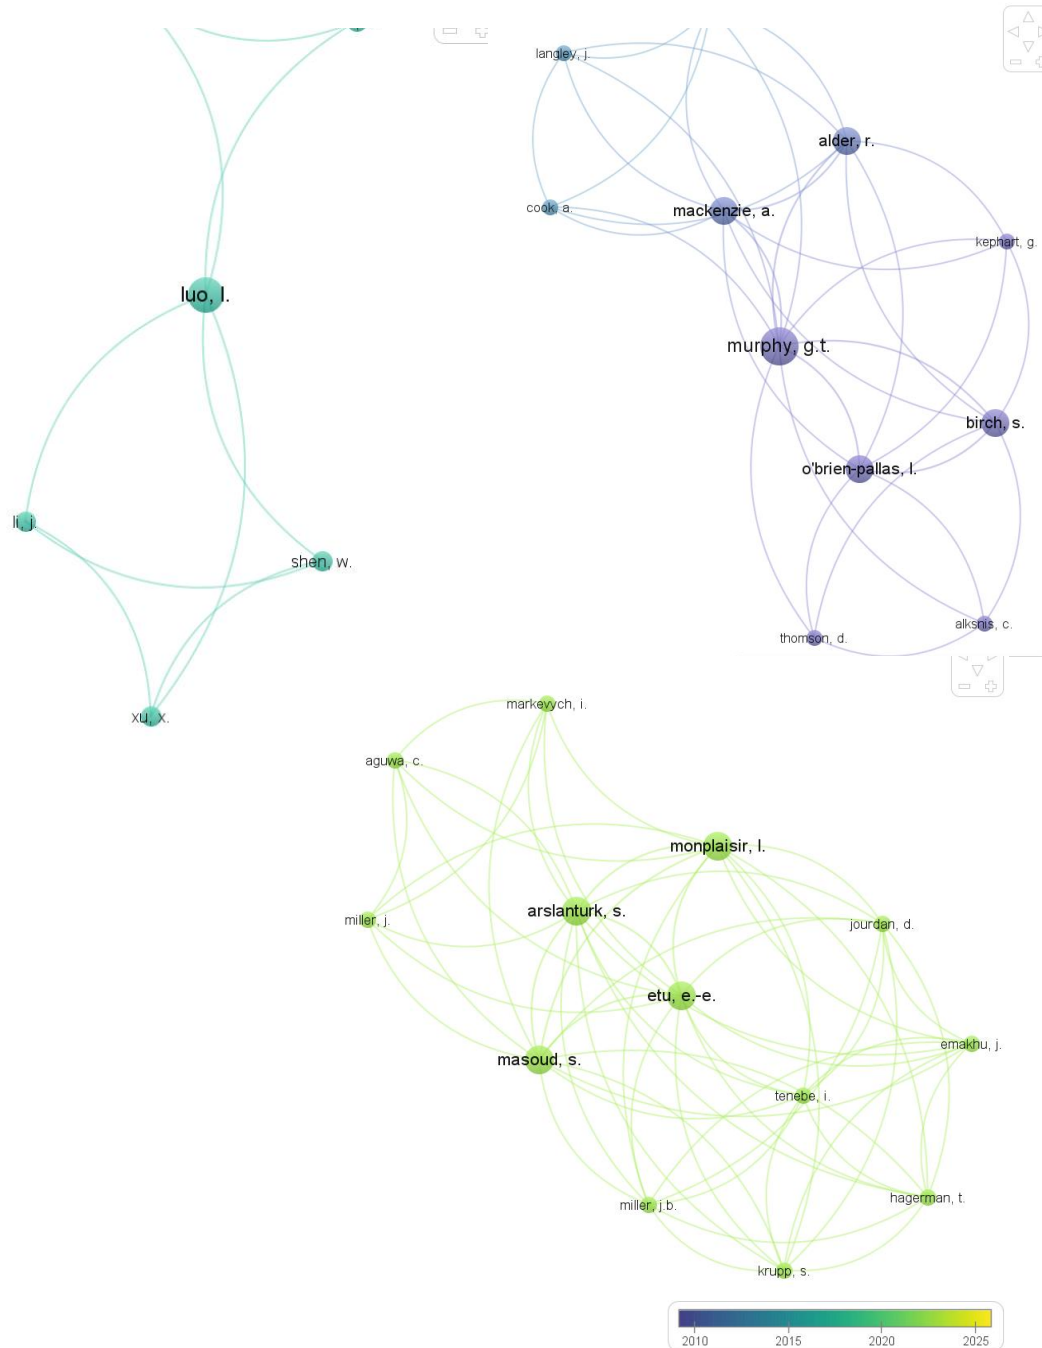 langley, j.
alder, r.
cook, a.
mackenzie, a.
kephart, g.
luo, l.
murphy, g.t.
birch, s.
o'brien-pallas, l.
li, j.
shen, w.
alksnis, c.
thomson, d.
xu, x.
markevych, i.
aguwa, c.
monplaisir, l.
arslanturk, s.
miller, j.
jourdan, d.
etu, e.-e.
emakhu, j.
masoud, s.
tenebe, i.
hagerman, t.
miller, j.b.
krupp, s.
2010 2015 2020 2025